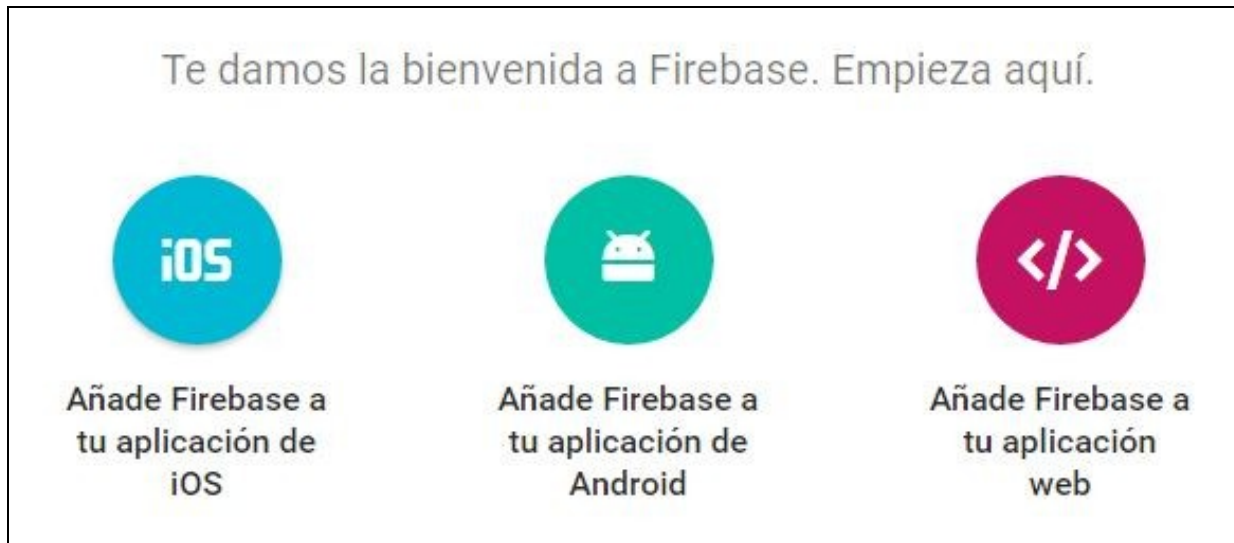 Te damos la bienvenida a Firebase. Empieza aquí.
iOS
</>
Añade Firebase a
tu aplicación de
iOS
Añade Firebase a
tu aplicación de
Android
Añade Firebase a
tu aplicación
web